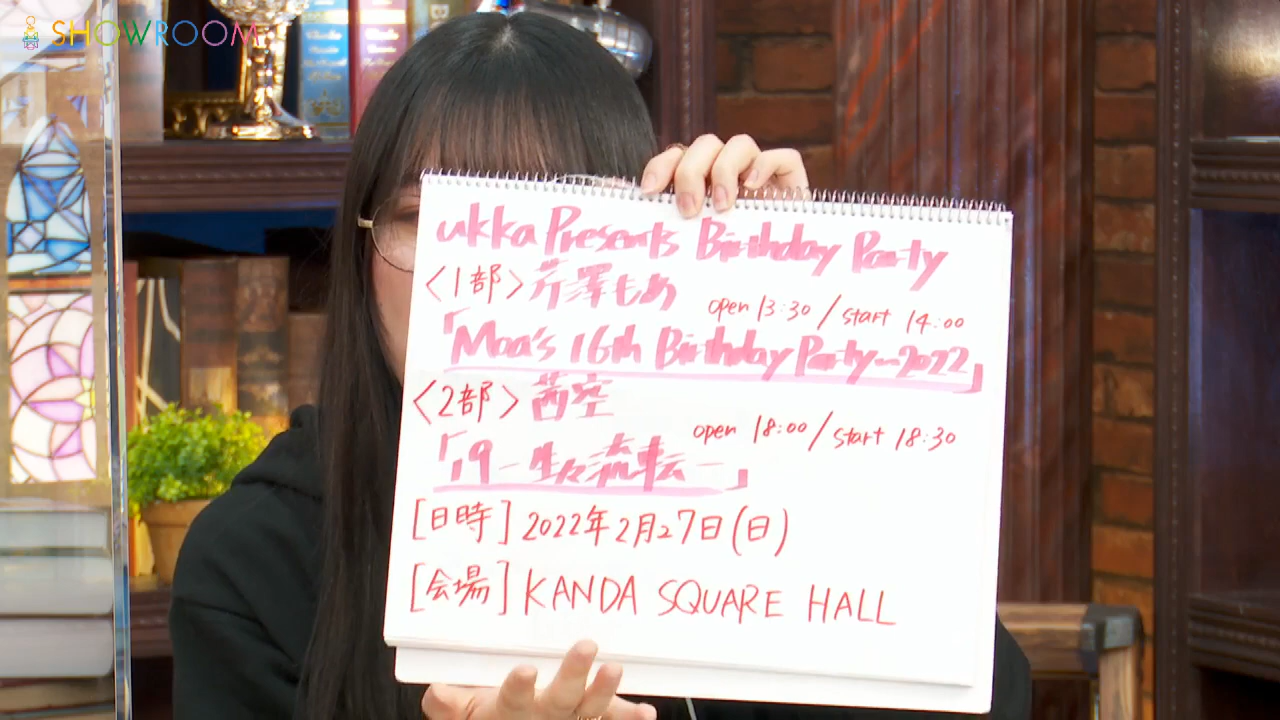 SHOWROOM
ukka Presents Birthday Party
<1部> 芹澤もあ open 13:30 / start 14:00
「Moa's 16th Birthday Party〜2022」
<2部> 茜空 open 18:00 / start 18:30
「19-生々流転-」
[日時] 2022年2月27日(日)
[会場] KANDA SQUARE HALL